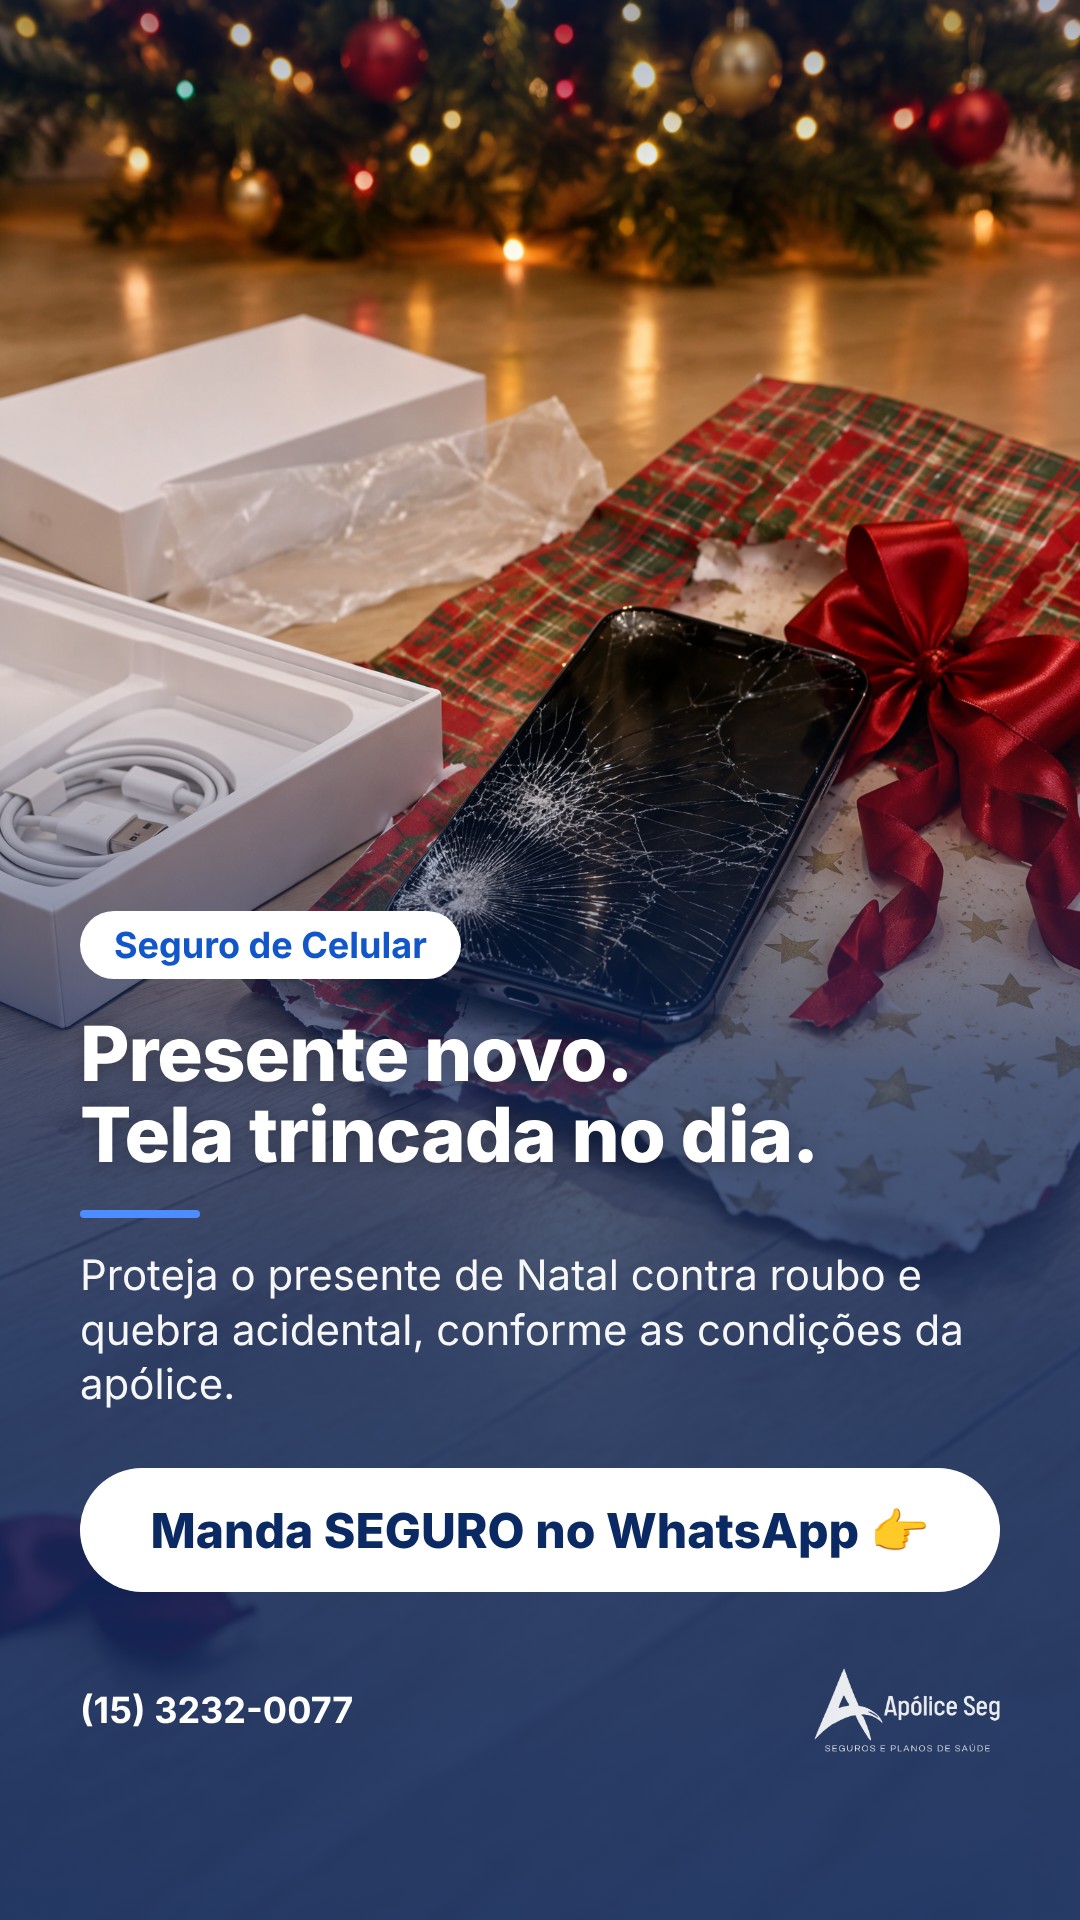 Seguro de Celular
Presente novo.
Tela trincada no dia.
Proteja o presente de Natal contra roubo e
quebra acidental, conforme as condições da
apólice.
Manda SEGURO no WhatsApp 👉
(15) 3232-0077
Apólice Seg
SEGUROS E PLANOS DE SAÚDE